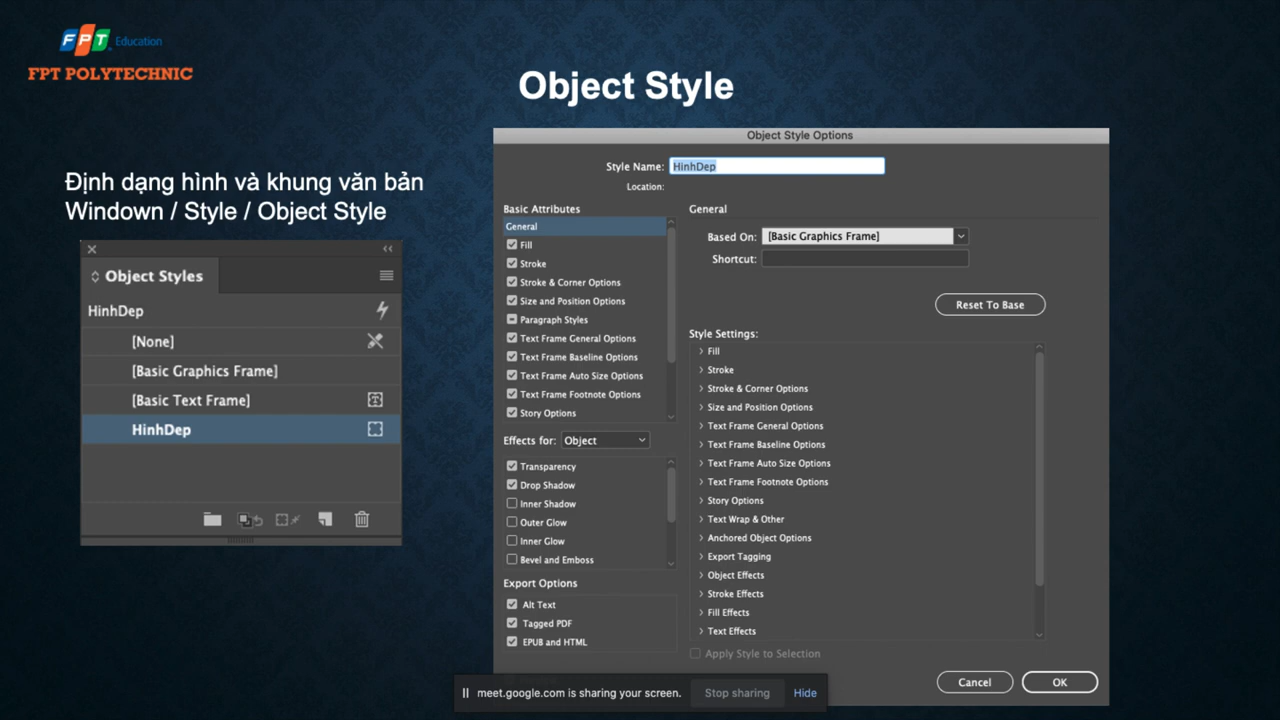 FPT Education
FPT POLYTECHNIC
Object Style
Định dạng hình và khung văn bản
Windown / Style / Object Style
Object Styles
HinhDep
[None]
[Basic Graphics Frame]
[Basic Text Frame]
HinhDep
Object Style Options
Style Name: HinhDep
Location:
Basic Attributes
General
Fill
Stroke
Stroke & Corner Options
Size and Position Options
Paragraph Styles
Text Frame General Options
Text Frame Baseline Options
Text Frame Auto Size Options
Text Frame Footnote Options
Story Options
Effects for: Object
Transparency
Drop Shadow
Inner Shadow
Outer Glow
Inner Glow
Bevel and Emboss
Export Options
Alt Text
Tagged PDF
EPUB and HTML
General
Based On: [Basic Graphics Frame]
Shortcut:
Reset To Base
Style Settings:
Fill
Stroke
Stroke & Corner Options
Size and Position Options
Text Frame General Options
Text Frame Baseline Options
Text Frame Auto Size Options
Text Frame Footnote Options
Story Options
Text Wrap & Other
Anchored Object Options
Export Tagging
Object Effects
Stroke Effects
Fill Effects
Text Effects
Apply Style to Selection
Cancel
OK
meet.google.com is sharing your screen.
Stop sharing
Hide